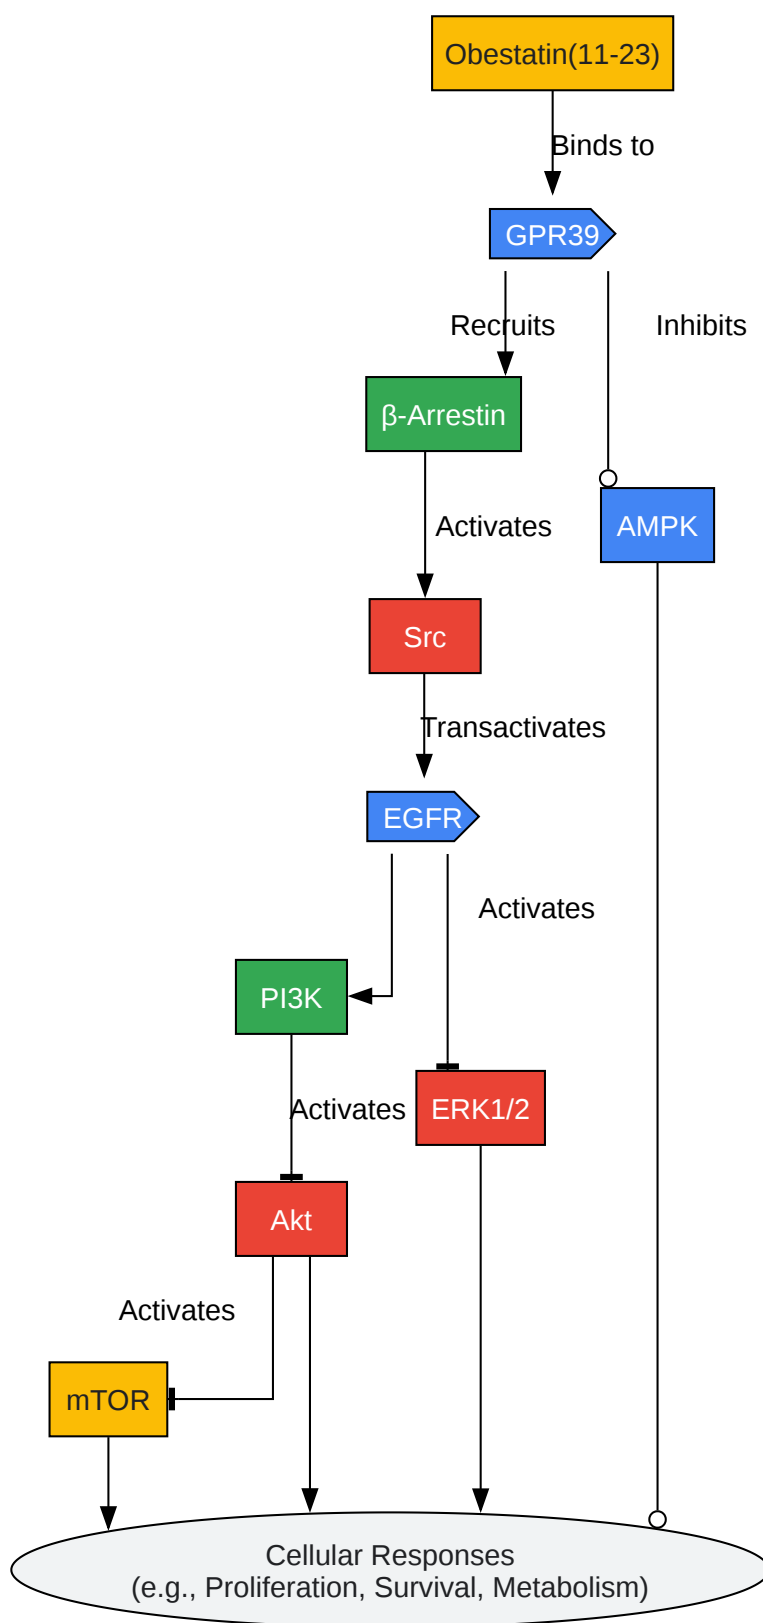 Obestatin(11-23)
Binds to
GPR39
Recruits
Inhibits
β-Arrestin
Activates
AMPK
Src
Transactivates
EGFR
Activates
PI3K
Activates
ERK1/2
Akt
Activates
mTOR
Cellular Responses
(e.g., Proliferation, Survival, Metabolism)